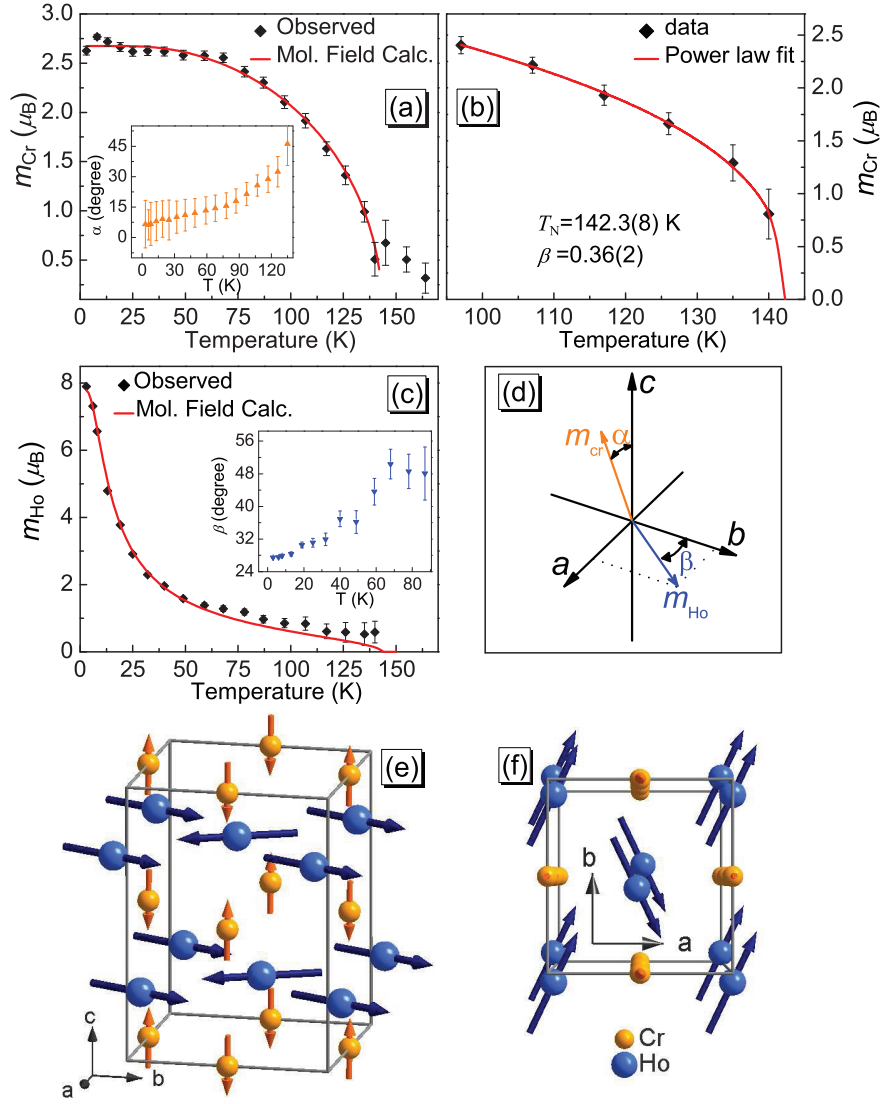 3.0
2.5
2.0
1.5
1.0
0.5
0.0
m_Cr (μ_B)
Observed
Mol. Field Calc.
(a)
45
30
15
0
α (degree)
0 30 60 90 120
T (K)
0 25 50 75 100 125 150
Temperature (K)
data
Power law fit
(b)
T_N=142.3(8) K
β =0.36(2)
2.5
2.0
1.5
1.0
0.5
0.0
m_Cr (μ_B)
100 110 120 130 140
Temperature (K)
8
6
4
2
0
m_Ho (μ_B)
Observed
Mol. Field Calc.
(c)
56
48
40
32
24
β (degree)
0 20 40 60 80
T (K)
0 25 50 75 100 125 150
Temperature (K)
(d)
c
m_cr α
b
a
β
m_Ho
(e)
c
a b
(f)
b
a
Cr
Ho